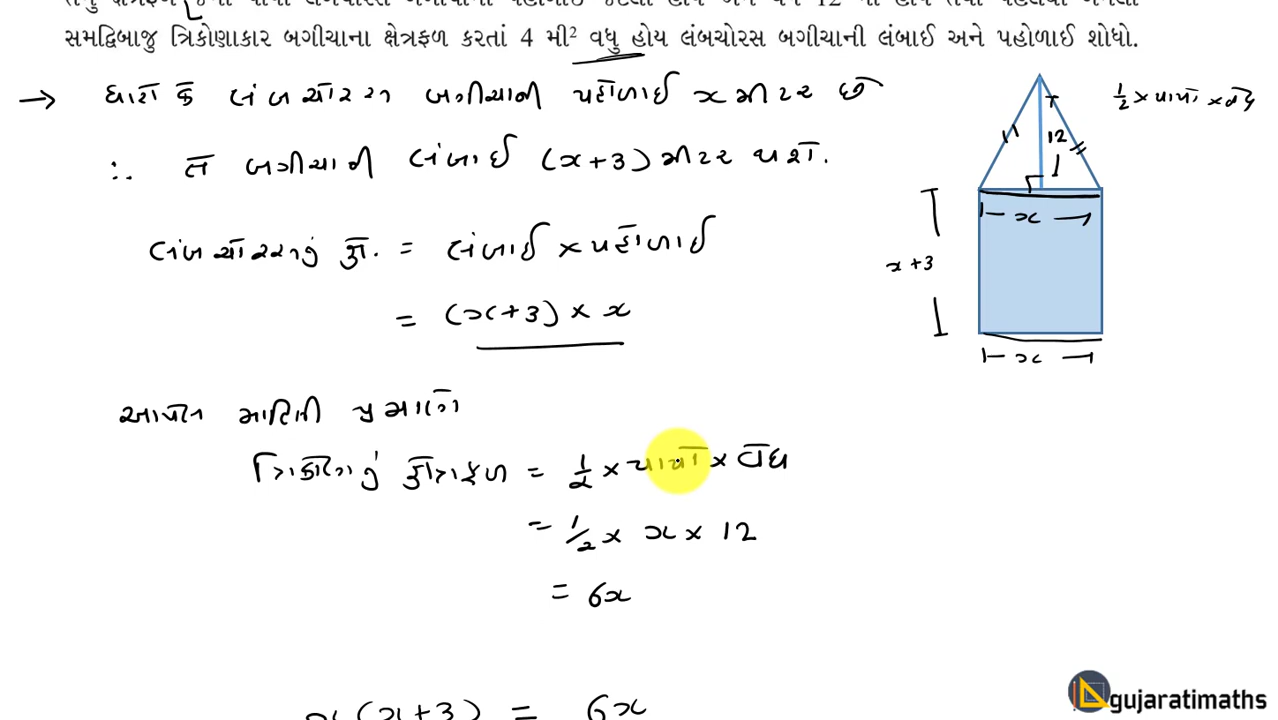 સમદ્વિબાજુ ત્રિકોણાકાર બગીચાના ક્ષેત્રફળ કરતાં 4 મી² વધુ હોય લંબચોરસ બગીચાની લંબાઈ અને પહોળાઈ શોધો.
→ ધારો કે લંબચોરસ બગીચાની પહોળાઈ x મીટર છે
∴ તે બગીચાની લંબાઈ (x+3) મીટર થશે.
લંબચોરસનું ક્ષે. = લંબાઈ × પહોળાઈ
= (x+3) × x
આપેલ માહિતી પ્રમાણે
ત્રિકોણનું ક્ષેત્રફળ = 1/2 × પાયો × વેધ
= 1/2 × x × 12
= 6x
x(x+3) = 6x
1/2 × પાયો × વેધ
12
x
x+3
x
gujaratimaths